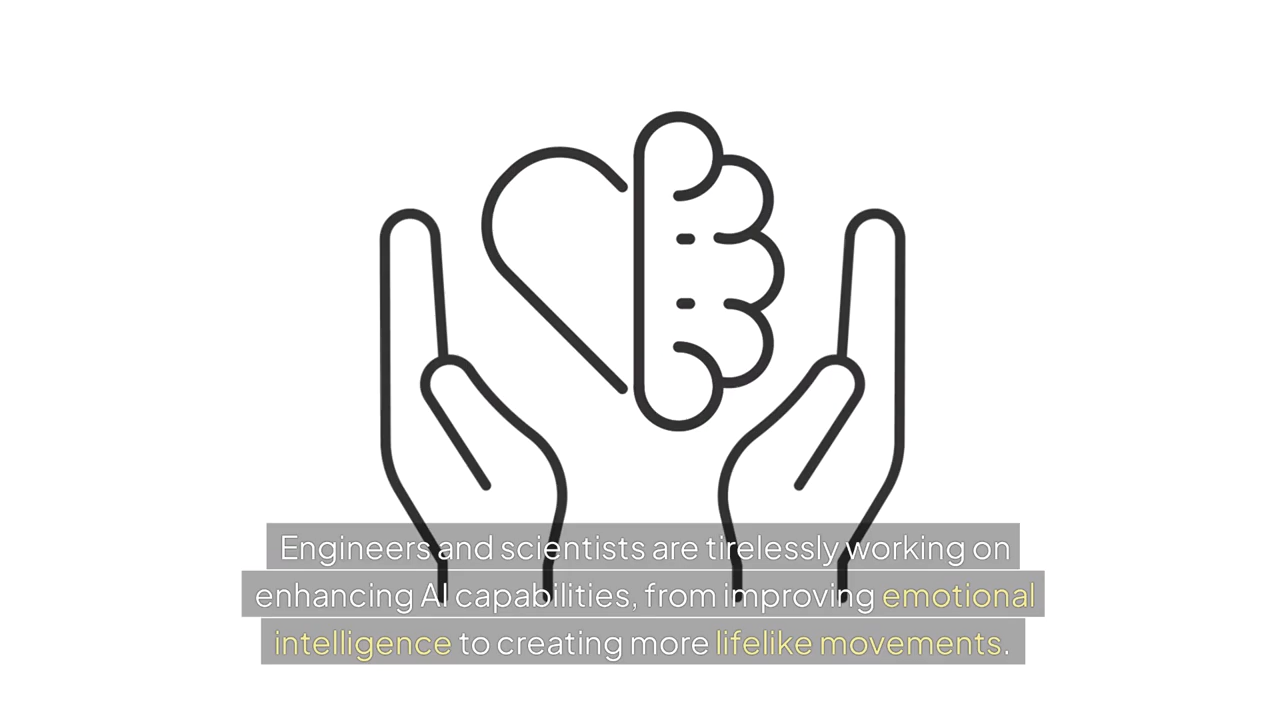 Engineers and scientists are tirelessly working on
enhancing AI capabilities, from improving emotional
intelligence to creating more lifelike movements.